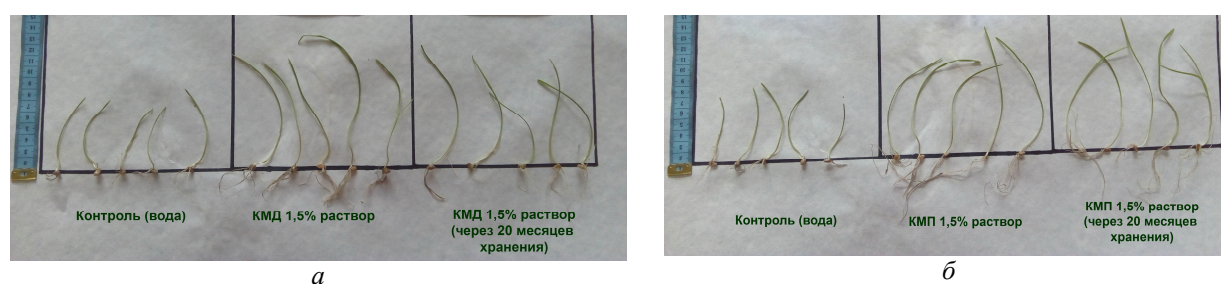 Контроль (вода)
КМД 1,5% раствор
КМД 1,5% раствор
(через 20 месяцев
хранения)
а
Контроль (вода)
КМП 1,5% раствор
КМП 1,5% раствор
(через 20 месяцев
хранения)
б